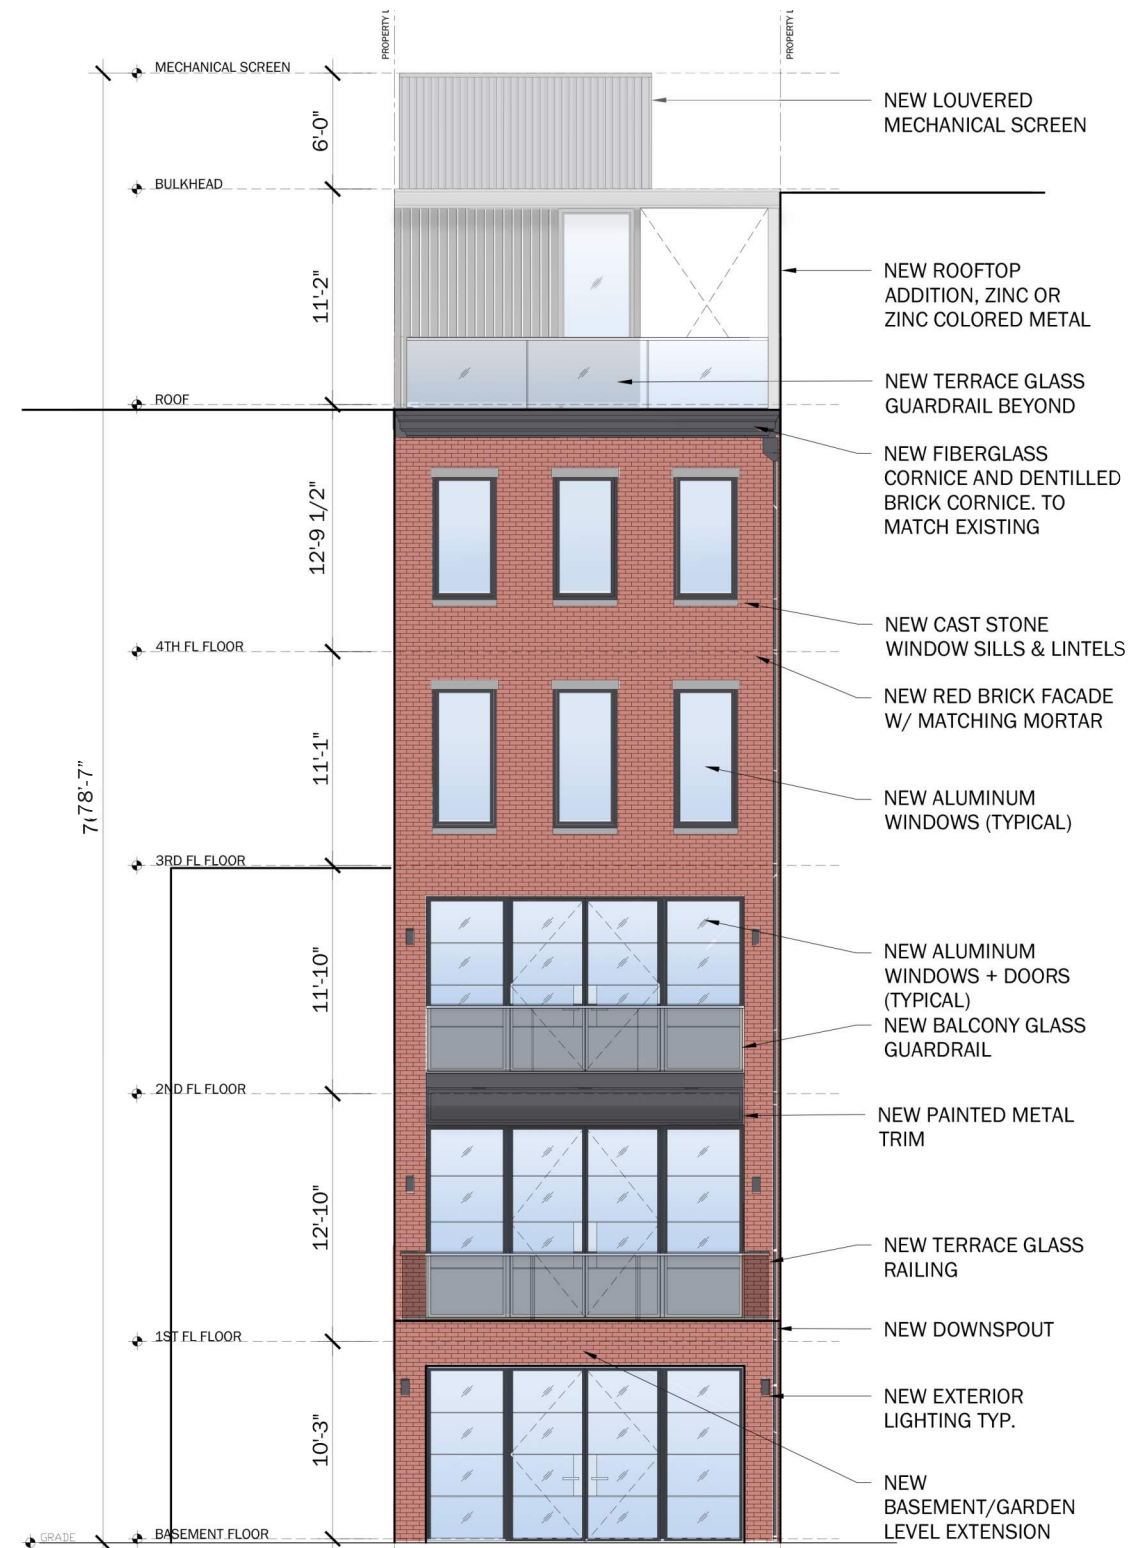 PROPERTY L
PROPERTY L
MECHANICAL SCREEN
NEW LOUVERED
MECHANICAL SCREEN
6'-0"
BULKHEAD
NEW ROOFTOP
ADDITION, ZINC OR
ZINC COLORED METAL
11'-2"
NEW TERRACE GLASS
GUARDRAIL BEYOND
ROOF
NEW FIBERGLASS
CORNICE AND DENTILLED
BRICK CORNICE. TO
MATCH EXISTING
12'-9 1/2"
NEW CAST STONE
WINDOW SILLS & LINTELS
4TH FL FLOOR
NEW RED BRICK FACADE
W/ MATCHING MORTAR
11'-1"
78'-7"
NEW ALUMINUM
WINDOWS (TYPICAL)
3RD FL FLOOR
NEW ALUMINUM
WINDOWS + DOORS
(TYPICAL)
11'-10"
NEW BALCONY GLASS
GUARDRAIL
2ND FL FLOOR
NEW PAINTED METAL
TRIM
12'-10"
NEW TERRACE GLASS
RAILING
1ST FL FLOOR
NEW DOWNSPOUT
NEW EXTERIOR
LIGHTING TYP.
10'-3"
NEW
BASEMENT/GARDEN
LEVEL EXTENSION
BASEMENT FLOOR
GRADE